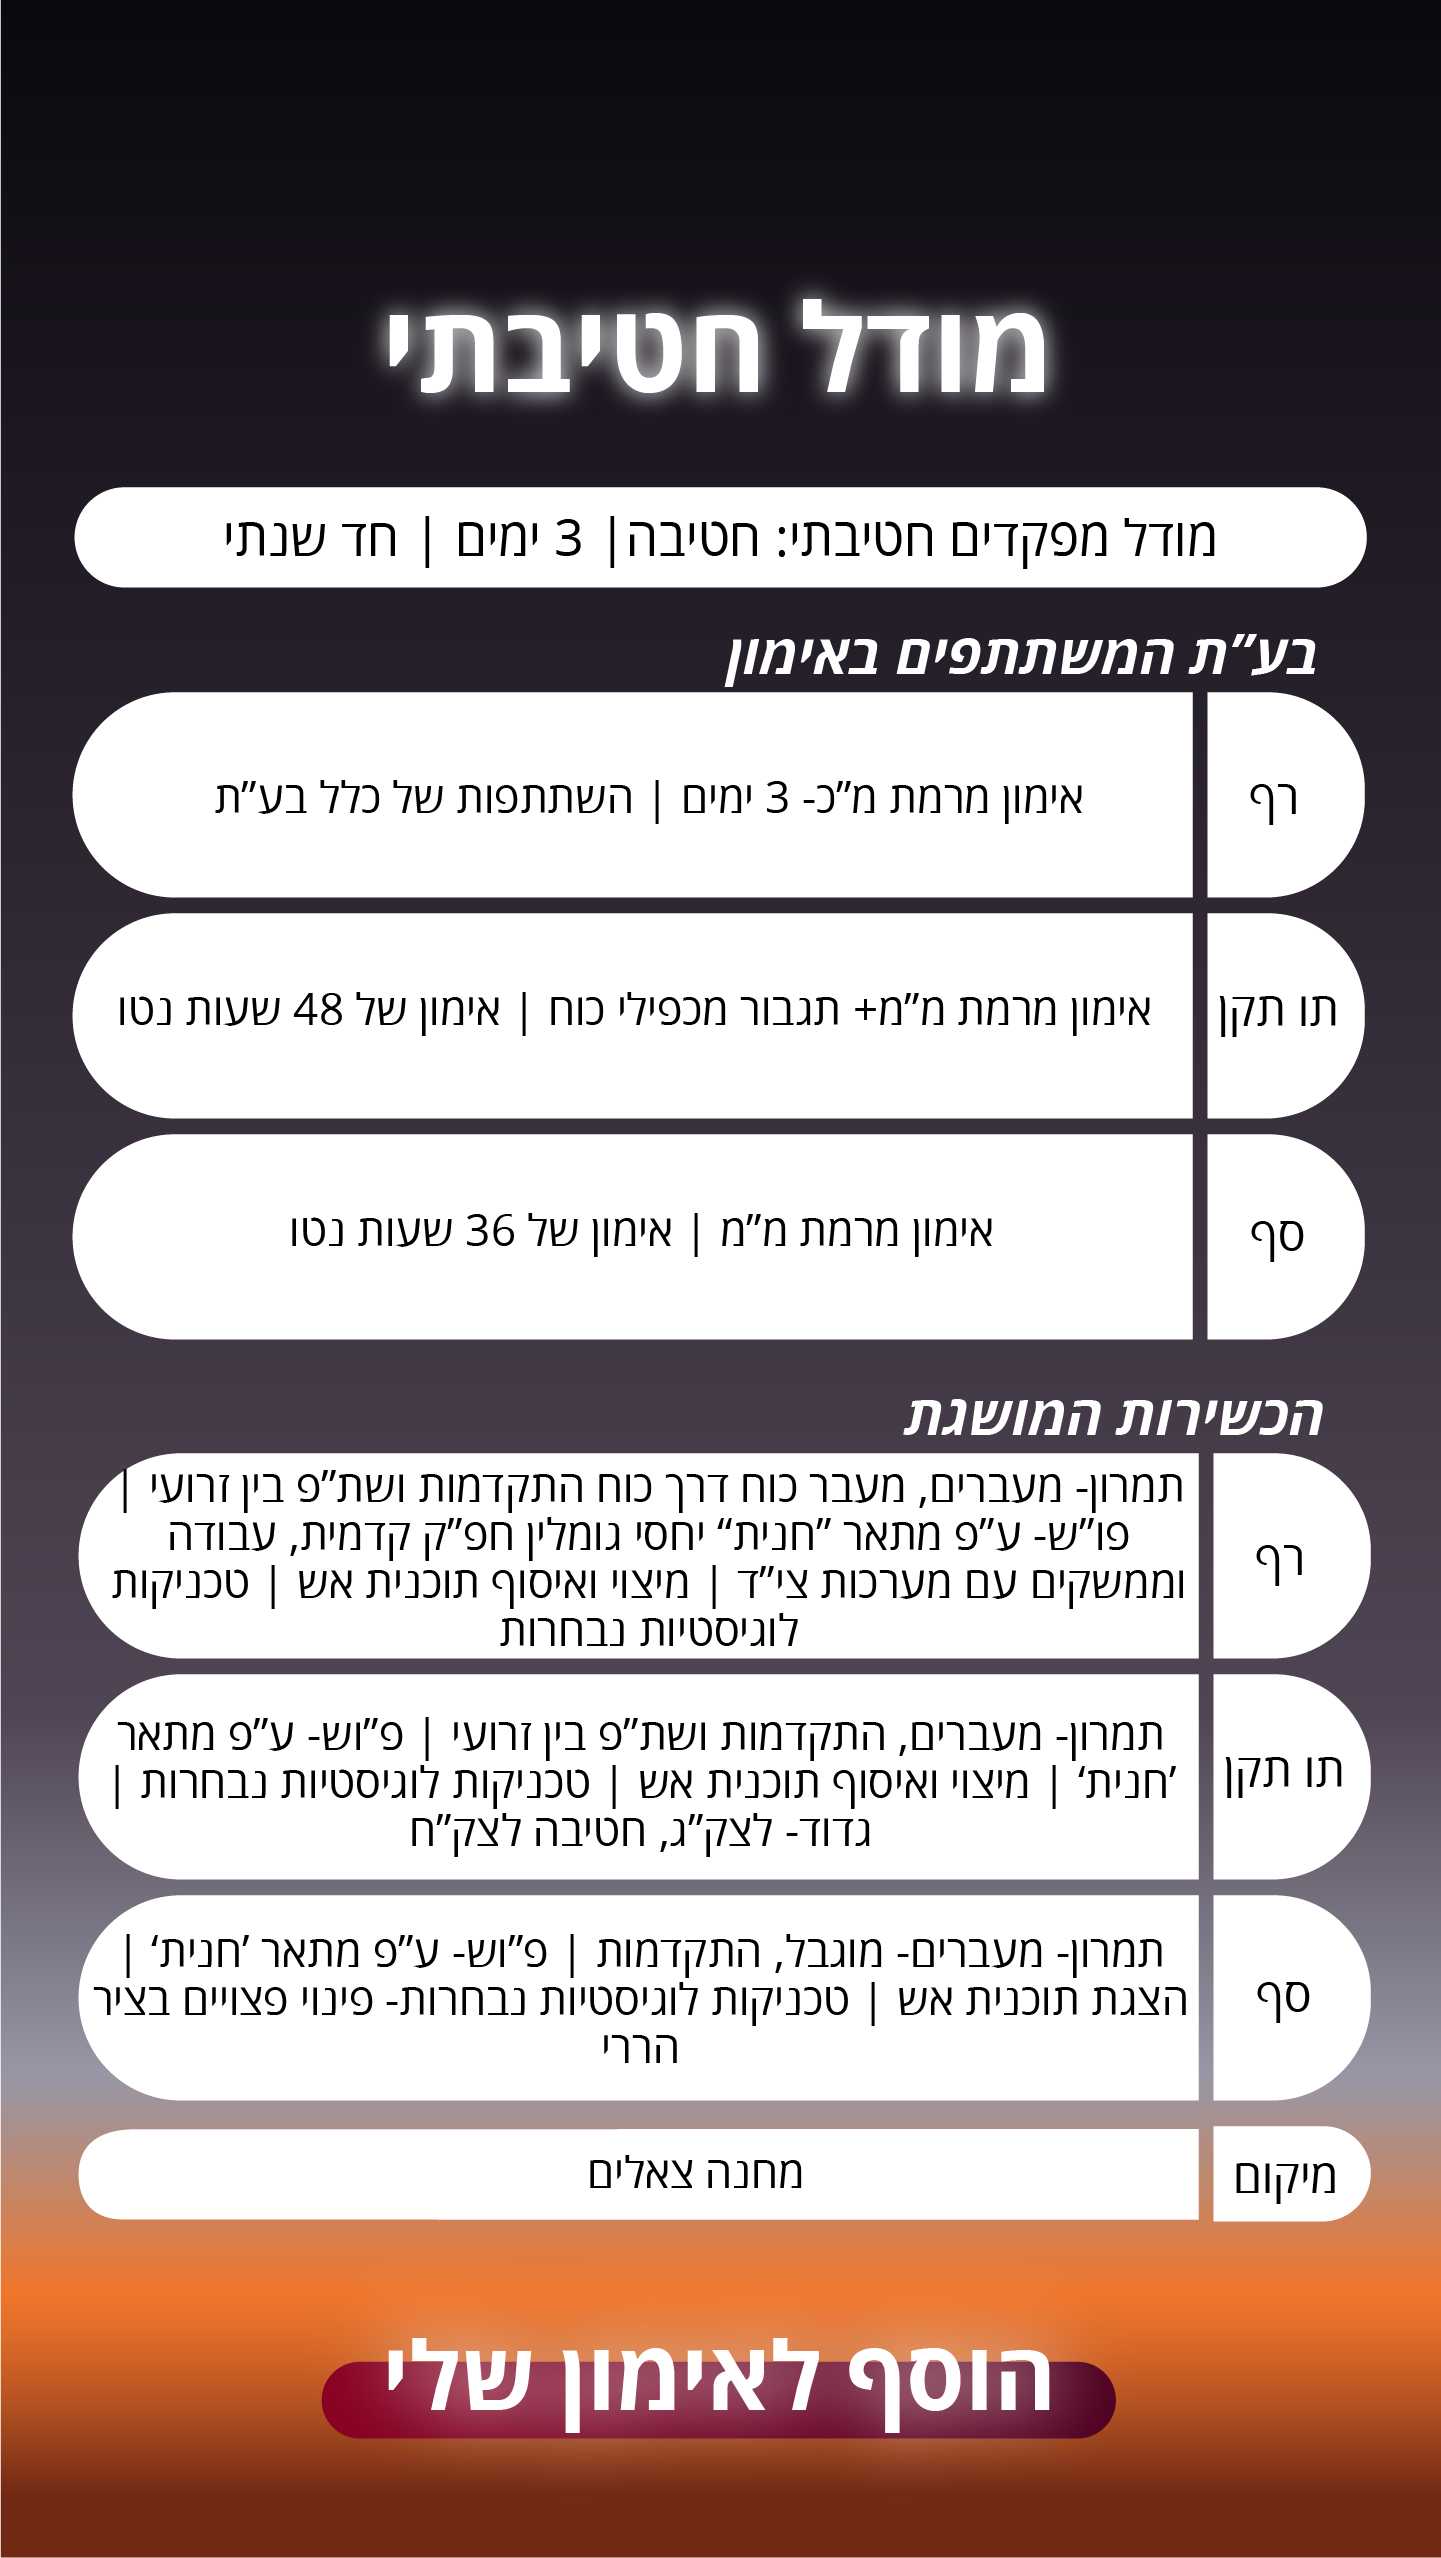 מודל חטיבתי
מודל מפקדים חטיבתי: חטיבה| 3 ימים | חד שנתי
בע”ת המשתתפים באימון
רף
אימון מרמת מ”כ- 3 ימים | השתתפות של כלל בע”ת
תו תקן
אימון מרמת מ”מ+ תגבור מכפילי כוח | אימון של 48 שעות נטו
סף
אימון מרמת מ”מ | אימון של 36 שעות נטו
הכשירות המושגת
רף
תמרון- מעברים, מעבר כוח דרך כוח התקדמות ושת”פ בין זרועי |
פו”ש- ע”פ מתאר ”חנית“ יחסי גומלין חפ”ק קדמית, עבודה
וממשקים עם מערכות צי”ד | מיצוי ואיסוף תוכנית אש | טכניקות
לוגיסטיות נבחרות
תו תקן
תמרון- מעברים, התקדמות ושת”פ בין זרועי | פ”וש- ע”פ מתאר
’חנית‘ | מיצוי ואיסוף תוכנית אש | טכניקות לוגיסטיות נבחרות |
גדוד- לצק”ג, חטיבה לצק”ח
סף
תמרון- מעברים- מוגבל, התקדמות | פ”וש- ע”פ מתאר ’חנית‘ |
הצגת תוכנית אש | טכניקות לוגיסטיות נבחרות- פינוי פצויים בציר
הררי
מיקום
מחנה צאלים
הוסף לאימון שלי